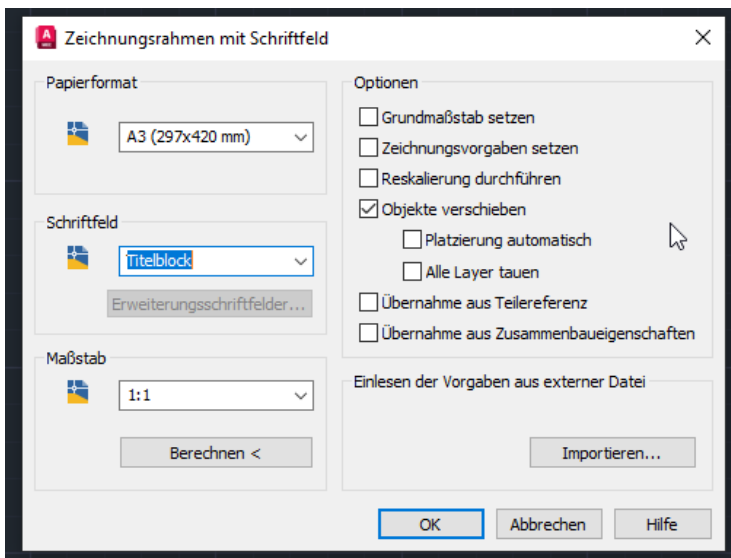 Zeichnungsrahmen mit Schriftfeld
Papierformat
A3 (297x420 mm)
Schriftfeld
Titelblock
Erweiterungsschriftfelder...
Maßstab
1:1
Berechnen <
Optionen
Grundmaßstab setzen
Zeichnungsvorgaben setzen
Reskalierung durchführen
Objekte verschieben
Platzierung automatisch
Alle Layer tauen
Übernahme aus Teilereferenz
Übernahme aus Zusammenbaueigenschaften
Einlesen der Vorgaben aus externer Datei
Importieren...
OK
Abbrechen
Hilfe